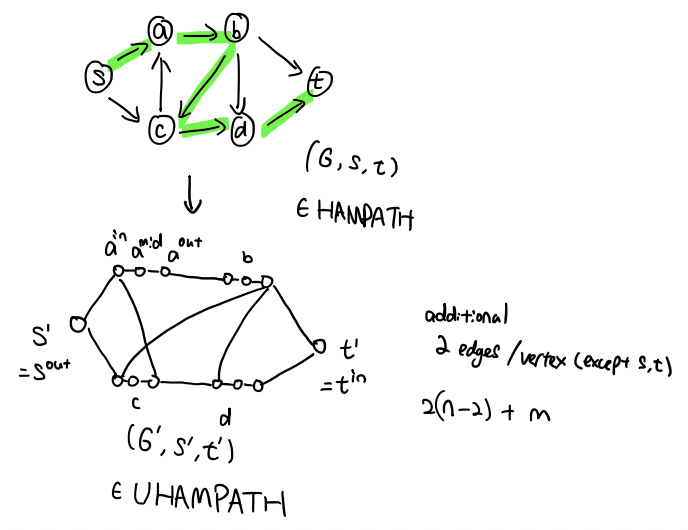 a b
s t
c d
(G, s, t)
∈ HAMPATH
a^in a^mid a^out b
s'
= s^out
t'
= t^in
c d
(G', s', t')
∈ UHAMPATH
additional
2 edges / vertex (except s, t)
2(n-2) + m